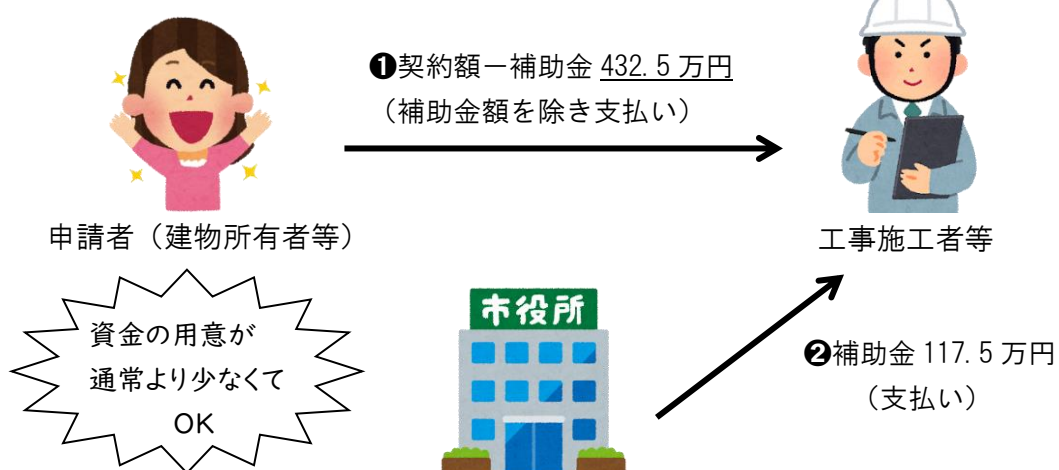 ❶契約額－補助金 432.5 万円
（補助金額を除き支払い）
申請者（建物所有者等）
工事施工者等
資金の用意が
通常より少なくて
OK
市役所
❷補助金 117.5 万円
（支払い）